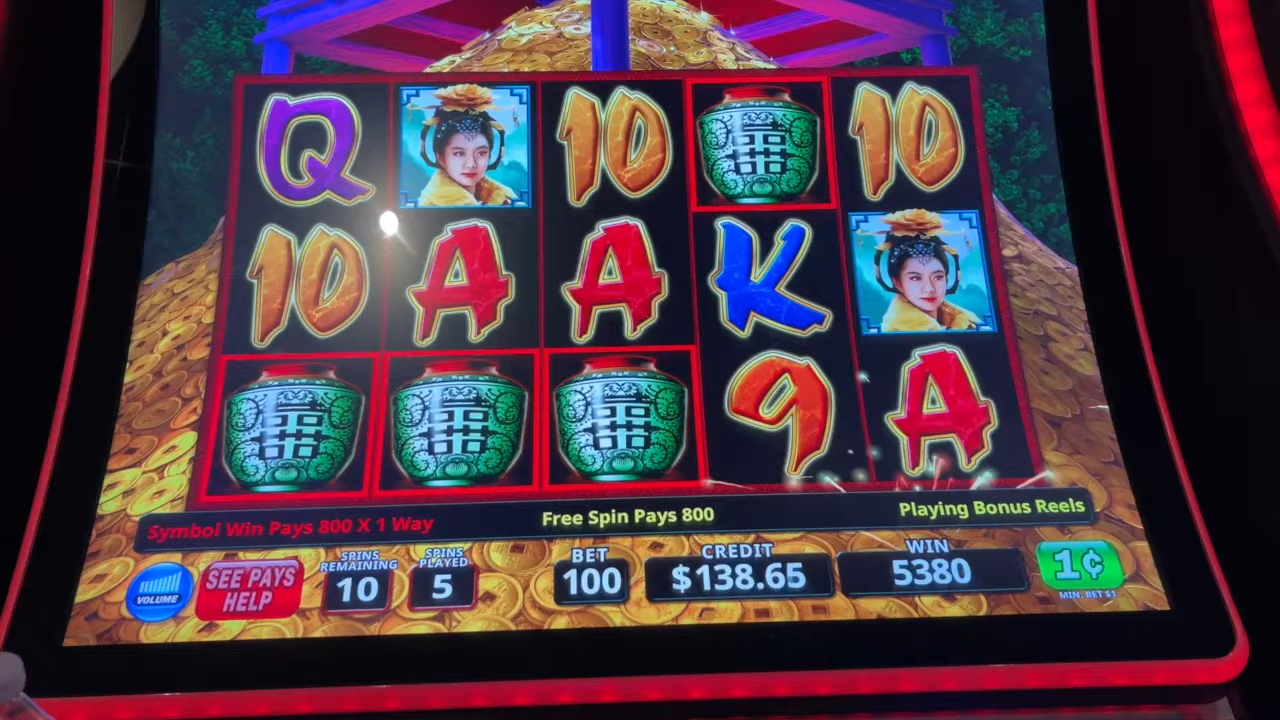 Q 10 10
10 A A K
9 A
Symbol Win Pays 800 X 1 Way
Free Spin Pays 800
Playing Bonus Reels
VOLUME
SEE PAYS
HELP
SPINS
REMAINING
10
SPINS
PLAYED
5
BET
100
CREDIT
$138.65
WIN
5380
1¢
MIN. BET $1